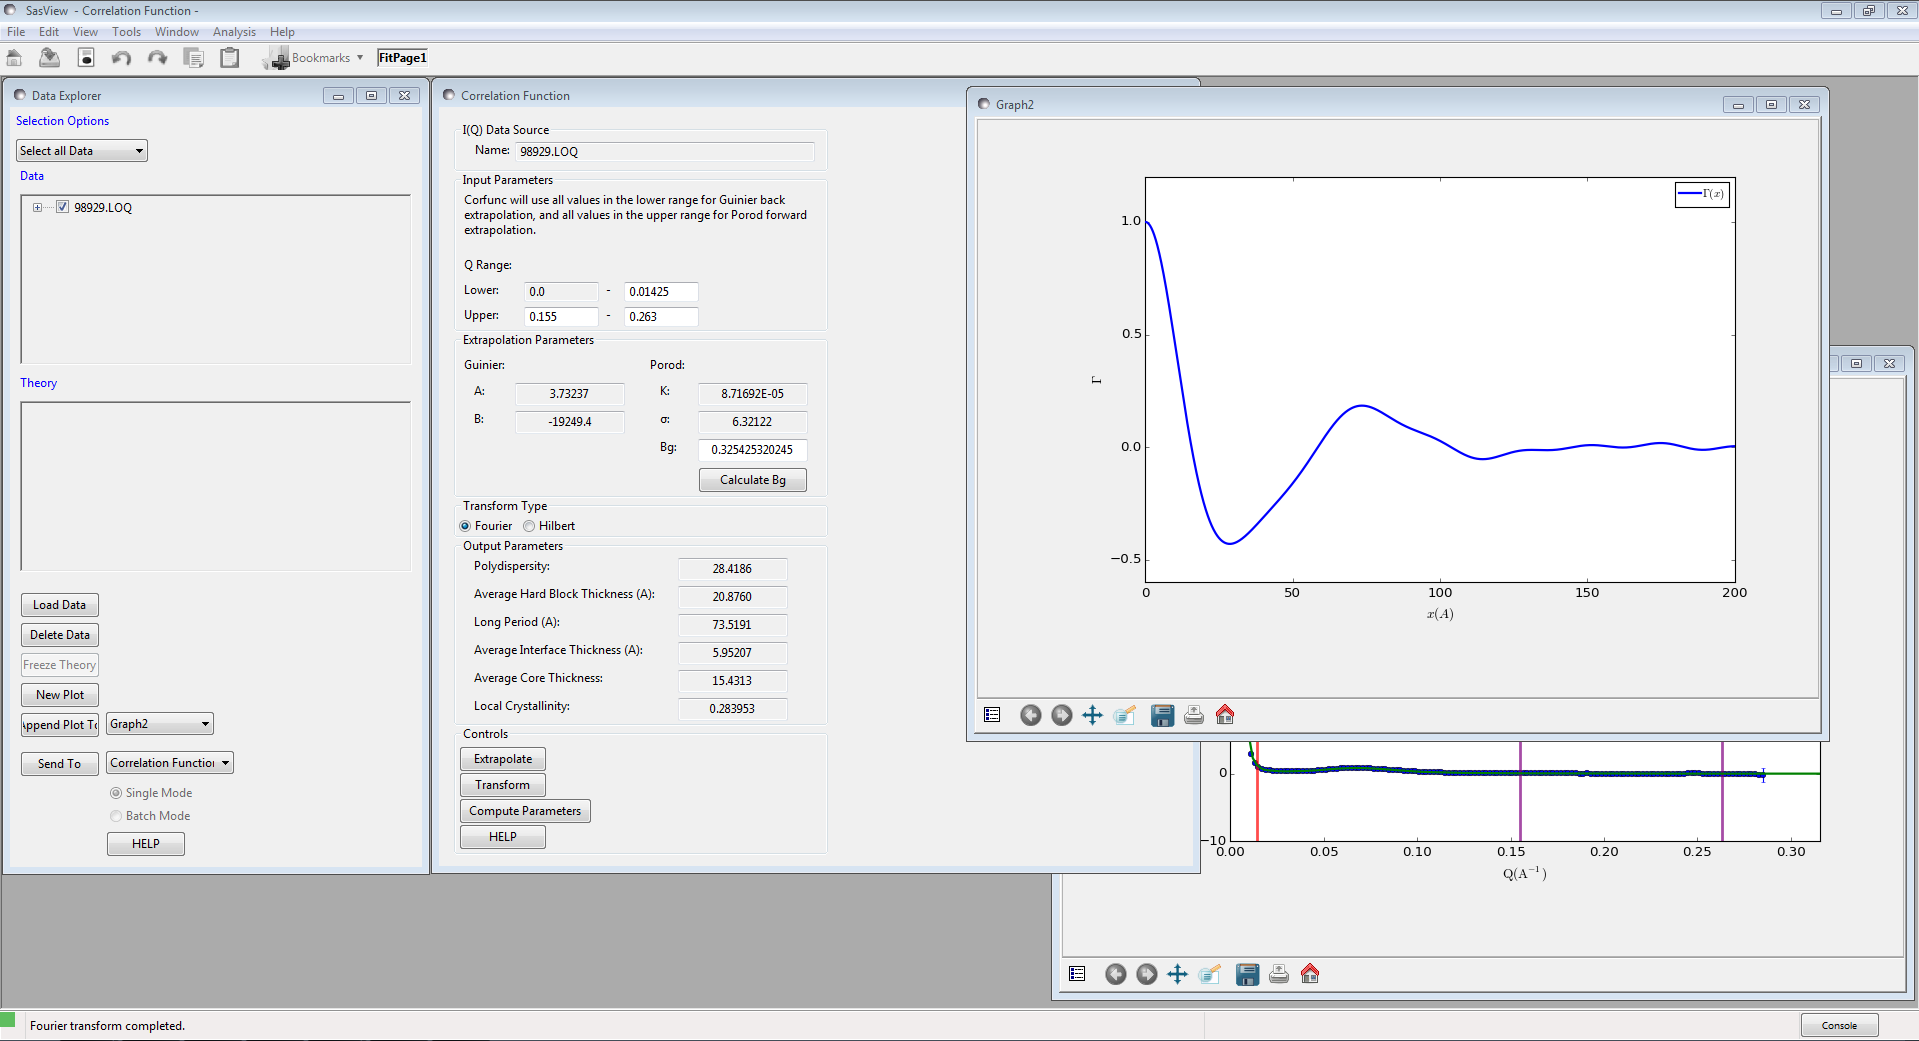 SasView - Correlation Function -
File Edit View Tools Window Analysis Help
Bookmarks FitPage1
Data Explorer
Selection Options
Select all Data
Data
98929.LOQ
Theory
Load Data
Delete Data
Freeze Theory
New Plot
Append Plot To Graph2
Send To Correlation Function
Single Mode
Batch Mode
HELP
Correlation Function
I(Q) Data Source
Name: 98929.LOQ
Input Parameters
Corfunc will use all values in the lower range for Guinier back
extrapolation, and all values in the upper range for Porod forward
extrapolation.
Q Range:
Lower: 0.0 - 0.01425
Upper: 0.155 - 0.263
Extrapolation Parameters
Guinier: Porod:
A: 3.73237 K: 8.71692E-05
B: -19249.4 σ: 6.32122
Bg: 0.325425320245
Calculate Bg
Transform Type
Fourier Hilbert
Output Parameters
Polydispersity: 28.4186
Average Hard Block Thickness (A): 20.8760
Long Period (A): 73.5191
Average Interface Thickness (A): 5.95207
Average Core Thickness: 15.4313
Local Crystallinity: 0.283953
Controls
Extrapolate
Transform
Compute Parameters
HELP
Graph2
Γ(x)
1.0
0.5
Γ
0.0
−0.5
0 50 100 150 200
x(A)
0
−10
0.00 0.05 0.10 0.15 0.20 0.25 0.30
Q(A⁻¹)
Fourier transform completed.
Console